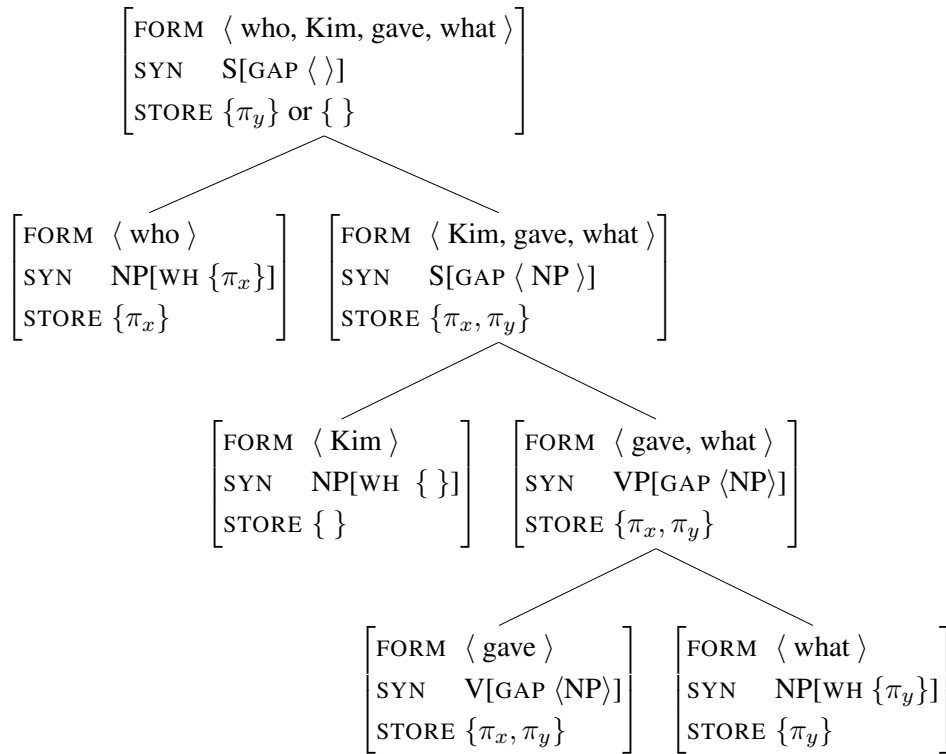 FORM ⟨ who, Kim, gave, what ⟩
SYN S[GAP ⟨ ⟩]
STORE {π_y} or { }
FORM ⟨ who ⟩
SYN NP[WH {π_x}]
STORE {π_x}
FORM ⟨ Kim, gave, what ⟩
SYN S[GAP ⟨ NP ⟩]
STORE {π_x, π_y}
FORM ⟨ Kim ⟩
SYN NP[WH { }]
STORE { }
FORM ⟨ gave, what ⟩
SYN VP[GAP ⟨NP⟩]
STORE {π_x, π_y}
FORM ⟨ gave ⟩
SYN V[GAP ⟨NP⟩]
STORE {π_x, π_y}
FORM ⟨ what ⟩
SYN NP[WH {π_y}]
STORE {π_y}